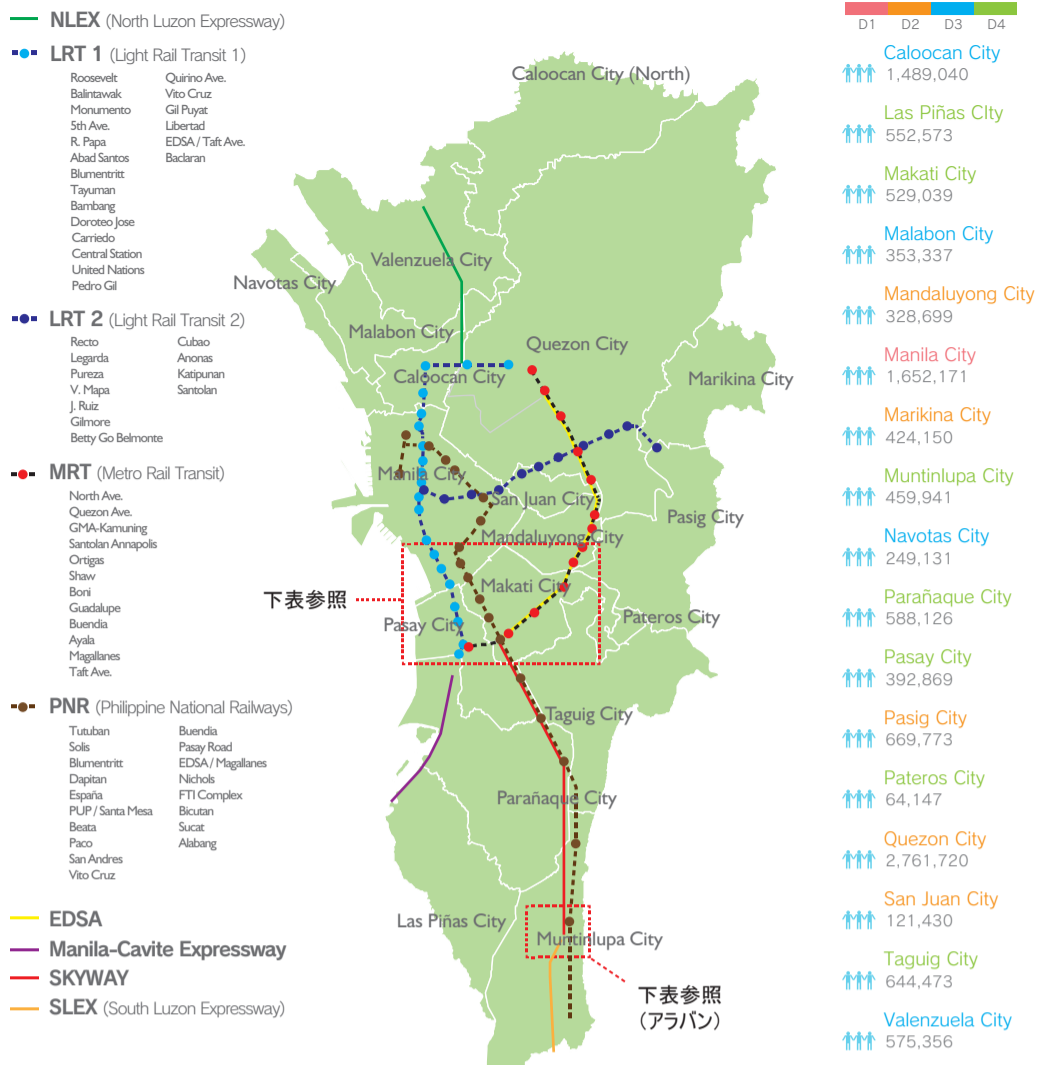 NLEX (North Luzon Expressway)
LRT 1 (Light Rail Transit 1)
Roosevelt
Balintawak
Monumento
5th Ave.
R. Papa
Abad Santos
Blumentritt
Tayuman
Bambang
Doroteo Jose
Carriedo
Central Station
United Nations
Pedro Gil
Quirino Ave.
Vito Cruz
Gil Puyat
Libertad
EDSA / Taft Ave.
Baclaran
LRT 2 (Light Rail Transit 2)
Recto
Legarda
Pureza
V. Mapa
J. Ruiz
Gilmore
Betty Go Belmonte
Cubao
Anonas
Katipunan
Santolan
MRT (Metro Rail Transit)
North Ave.
Quezon Ave.
GMA-Kamuning
Santolan Annapolis
Ortigas
Shaw
Boni
Guadalupe
Buendia
Ayala
Magallanes
Taft Ave.
PNR (Philippine National Railways)
Tutuban
Solis
Blumentritt
Dapitan
España
PUP / Santa Mesa
Beata
Paco
San Andres
Vito Cruz
Buendia
Pasay Road
EDSA / Magallanes
Nichols
FTI Complex
Bicutan
Sucat
Alabang
EDSA
Manila-Cavite Expressway
SKYWAY
SLEX (South Luzon Expressway)
Caloocan City (North)
Valenzuela City
Navotas City
Malabon City
Quezon City
Caloocan City
Marikina City
Manila City
San Juan City
Pasig City
Mandaluyong City
Makati City
下表参照
Pasay City
Pateros City
Taguig City
Parañaque City
Las Piñas City
Muntinlupa City
下表参照
（アラバン）
D1 D2 D3 D4
Caloocan City
1,489,040
Las Piñas CIty
552,573
Makati City
529,039
Malabon City
353,337
Mandaluyong City
328,699
Manila City
1,652,171
Marikina City
424,150
Muntinlupa City
459,941
Navotas City
249,131
Parañaque City
588,126
Pasay City
392,869
Pasig City
669,773
Pateros City
64,147
Quezon City
2,761,720
San Juan City
121,430
Taguig City
644,473
Valenzuela City
575,356